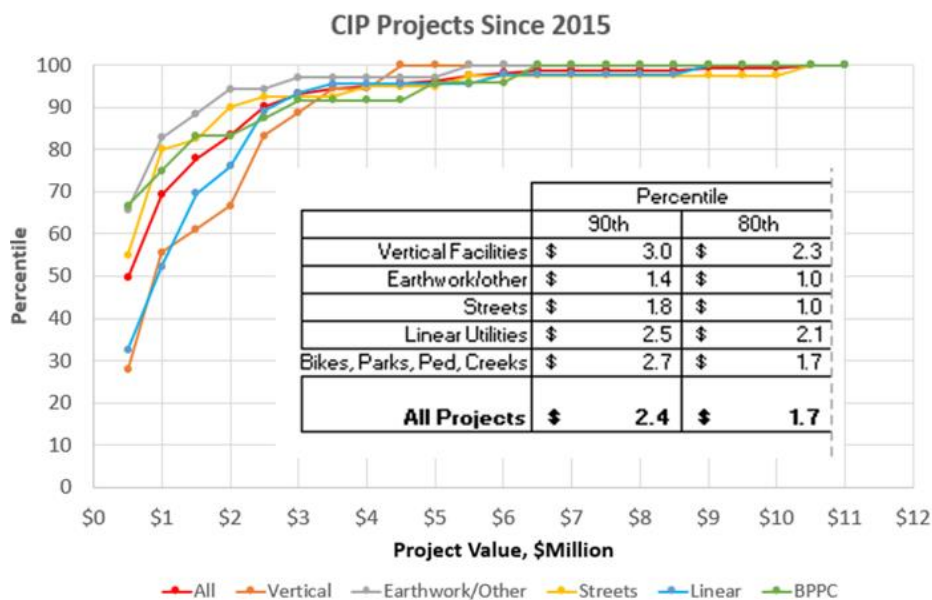 CIP Projects Since 2015
Percentile
100
90
80
70
60
50
40
30
20
10
0
Percentile
90th 80th
Vertical Facilities $ 3.0 $ 2.3
Earthwork/other $ 1.4 $ 1.0
Streets $ 1.8 $ 1.0
Linear Utilities $ 2.5 $ 2.1
Bikes, Parks, Ped, Creeks $ 2.7 $ 1.7
All Projects $ 2.4 $ 1.7
$0 $1 $2 $3 $4 $5 $6 $7 $8 $9 $10 $11 $12
Project Value, $Million
All Vertical Earthwork/Other Streets Linear BPPC